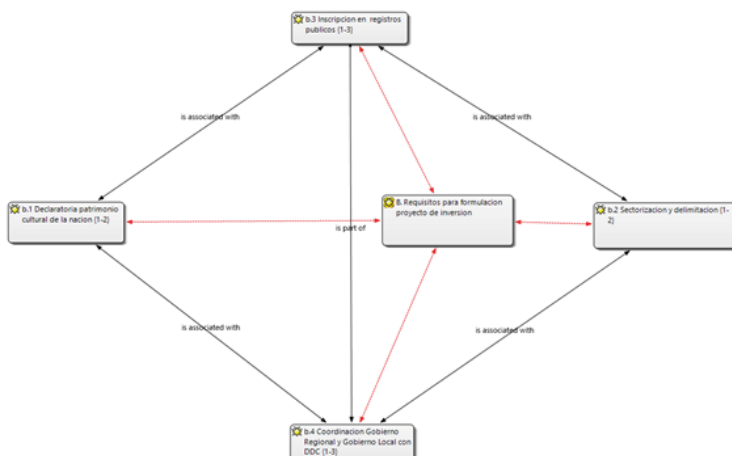 b.3 Inscripcion en registros
publicos {1-3}
is associated with
is associated with
b.1 Declaratoria patrimonio
cultural de la nacion {1-2}
B. Requisitos para formulacion
proyecto de inversion
b.2 Sectorizacion y delimitacion {1-
2}
is part of
is associated with
is associated with
b.4 Coordinacion Gobierno
Regional y Gobierno Local con
DDC {1-3}